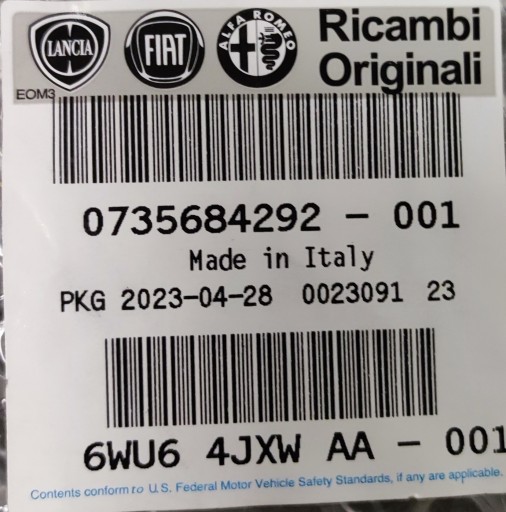 LANCIA FIAT ALFA ROMEO Ricambi
Originali
EOM3
0735684292 - 001
Made in Italy
PKG 2023-04-28 0023091 23
6WU6 4JXW AA - 001
Contents conform to U.S. Federal Motor Vehicle Safety Standards, if any are applicable.